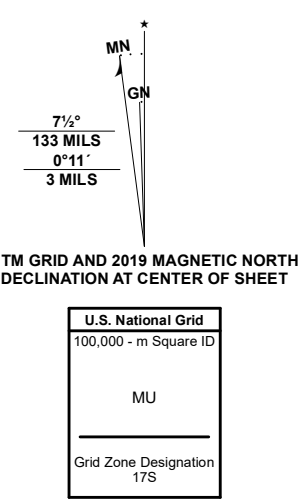 ★
MN
GN
7½°
133 MILS
0°11´
3 MILS
TM GRID AND 2019 MAGNETIC NORTH
DECLINATION AT CENTER OF SHEET
U.S. National Grid
100,000 - m Square ID
MU
Grid Zone Designation
17S